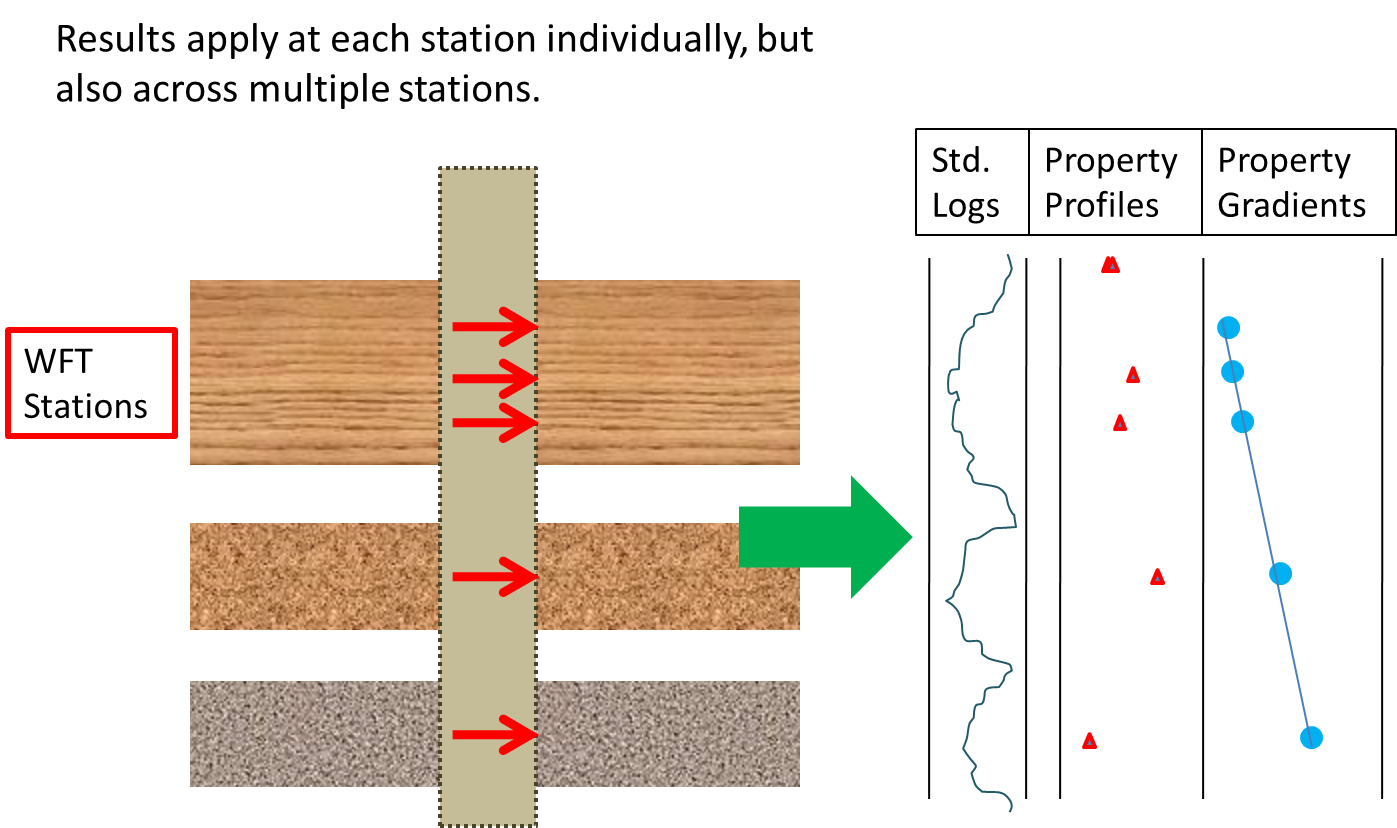 Results apply at each station individually, but
also across multiple stations.
Std.
Logs
Property
Profiles
Property
Gradients
WFT
Stations